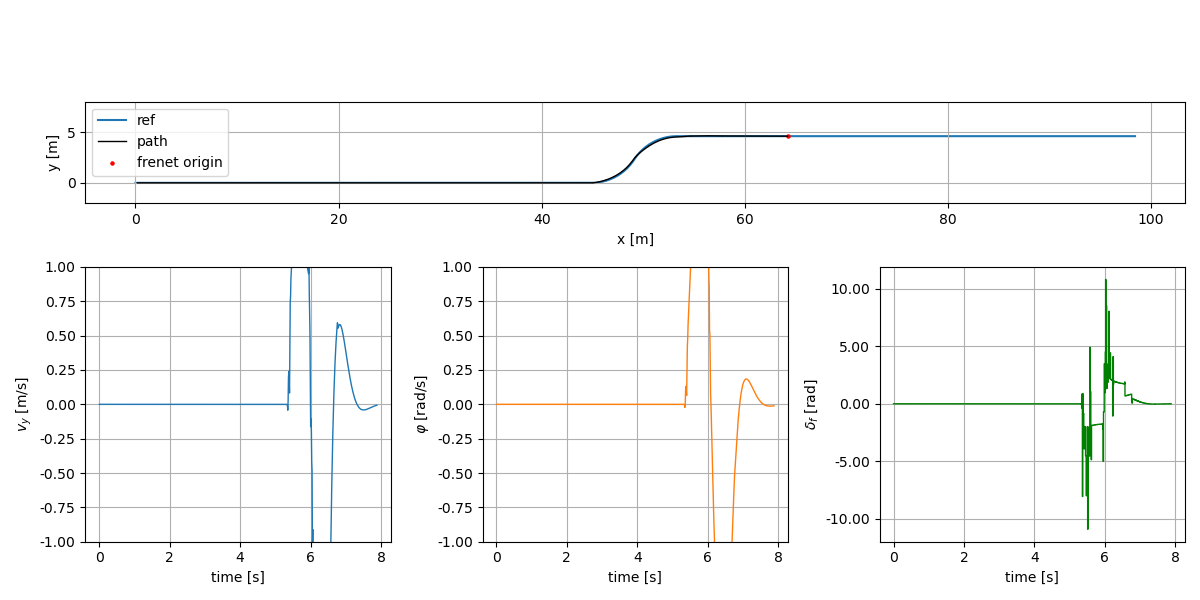 ref
path
frenet origin
5
0
y [m]
0 20 40 60 80 100
x [m]
1.00
0.75
0.50
0.25
0.00
-0.25
-0.50
-0.75
-1.00
v_y [m/s]
0 2 4 6 8
time [s]
1.00
0.75
0.50
0.25
0.00
-0.25
-0.50
-0.75
-1.00
φ [rad/s]
0 2 4 6 8
time [s]
10.00
5.00
0.00
-5.00
-10.00
δ_f [rad]
0 2 4 6 8
time [s]